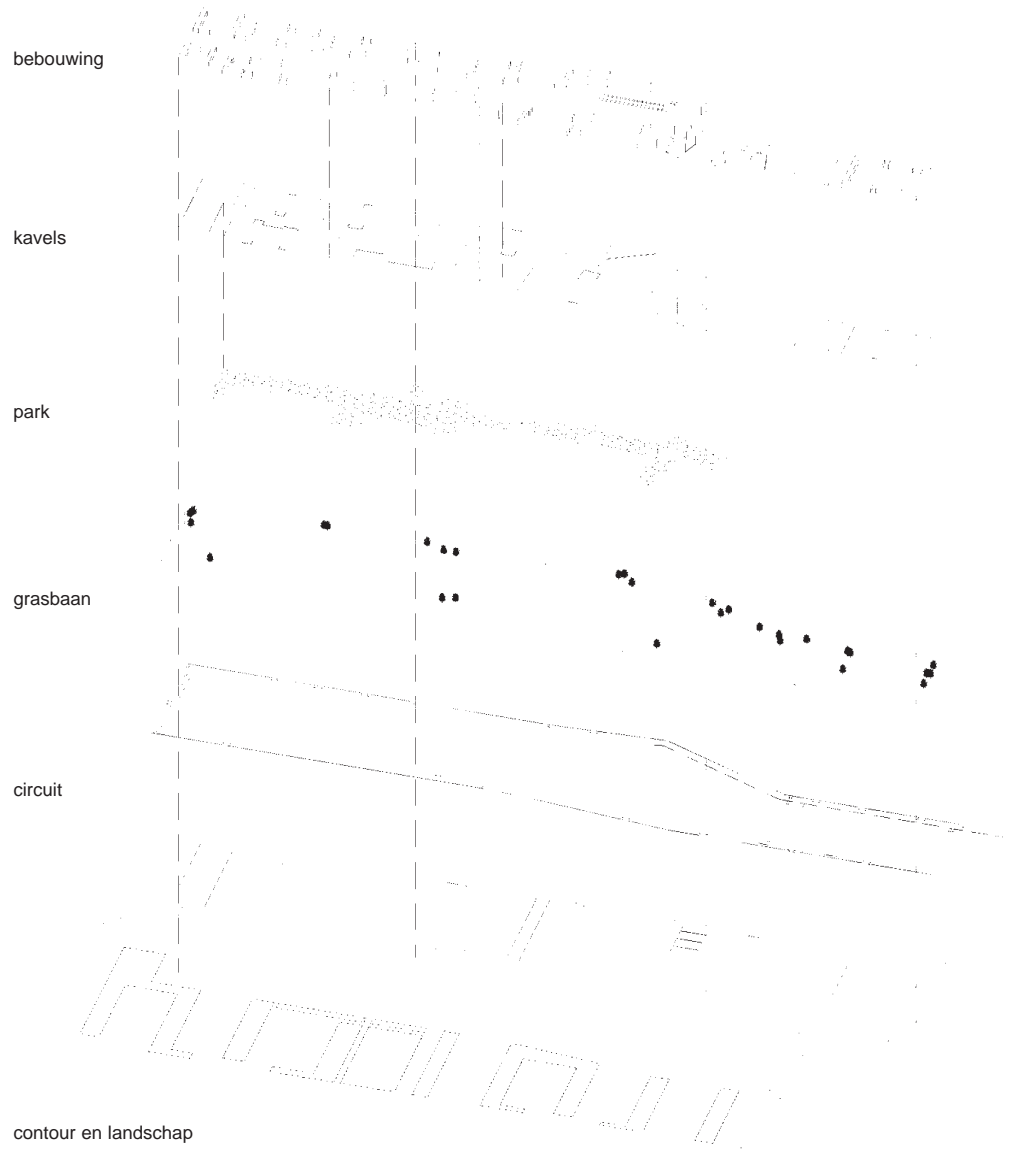 bebouwing
kavels
park
grasbaan
circuit
contour en landschap